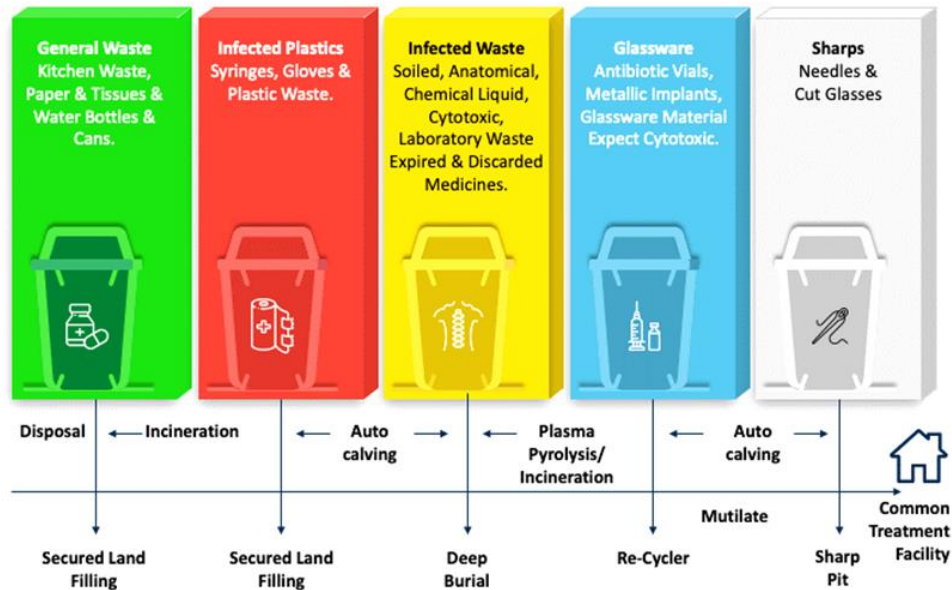 General Waste
Kitchen Waste,
Paper & Tissues &
Water Bottles &
Cans.
Infected Plastics
Syringes, Gloves &
Plastic Waste.
Infected Waste
Soiled, Anatomical,
Chemical Liquid,
Cytotoxic,
Laboratory Waste
Expired & Discarded
Medicines.
Glassware
Antibiotic Vials,
Metallic Implants,
Glassware Material
Expect Cytotoxic.
Sharps
Needles &
Cut Glasses
Disposal
Incineration
Auto
calving
Plasma
Pyrolysis/
Incineration
Auto
calving
Mutilate
Common
Treatment
Facility
Secured Land
Filling
Secured Land
Filling
Deep
Burial
Re-Cycler
Sharp
Pit